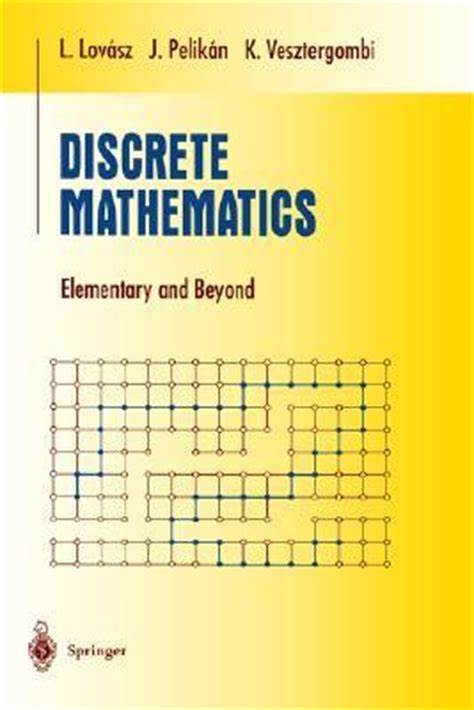 L. Lovász J. Pelikán K. Vesztergombi
DISCRETE
MATHEMATICS
Elementary and Beyond
Springer